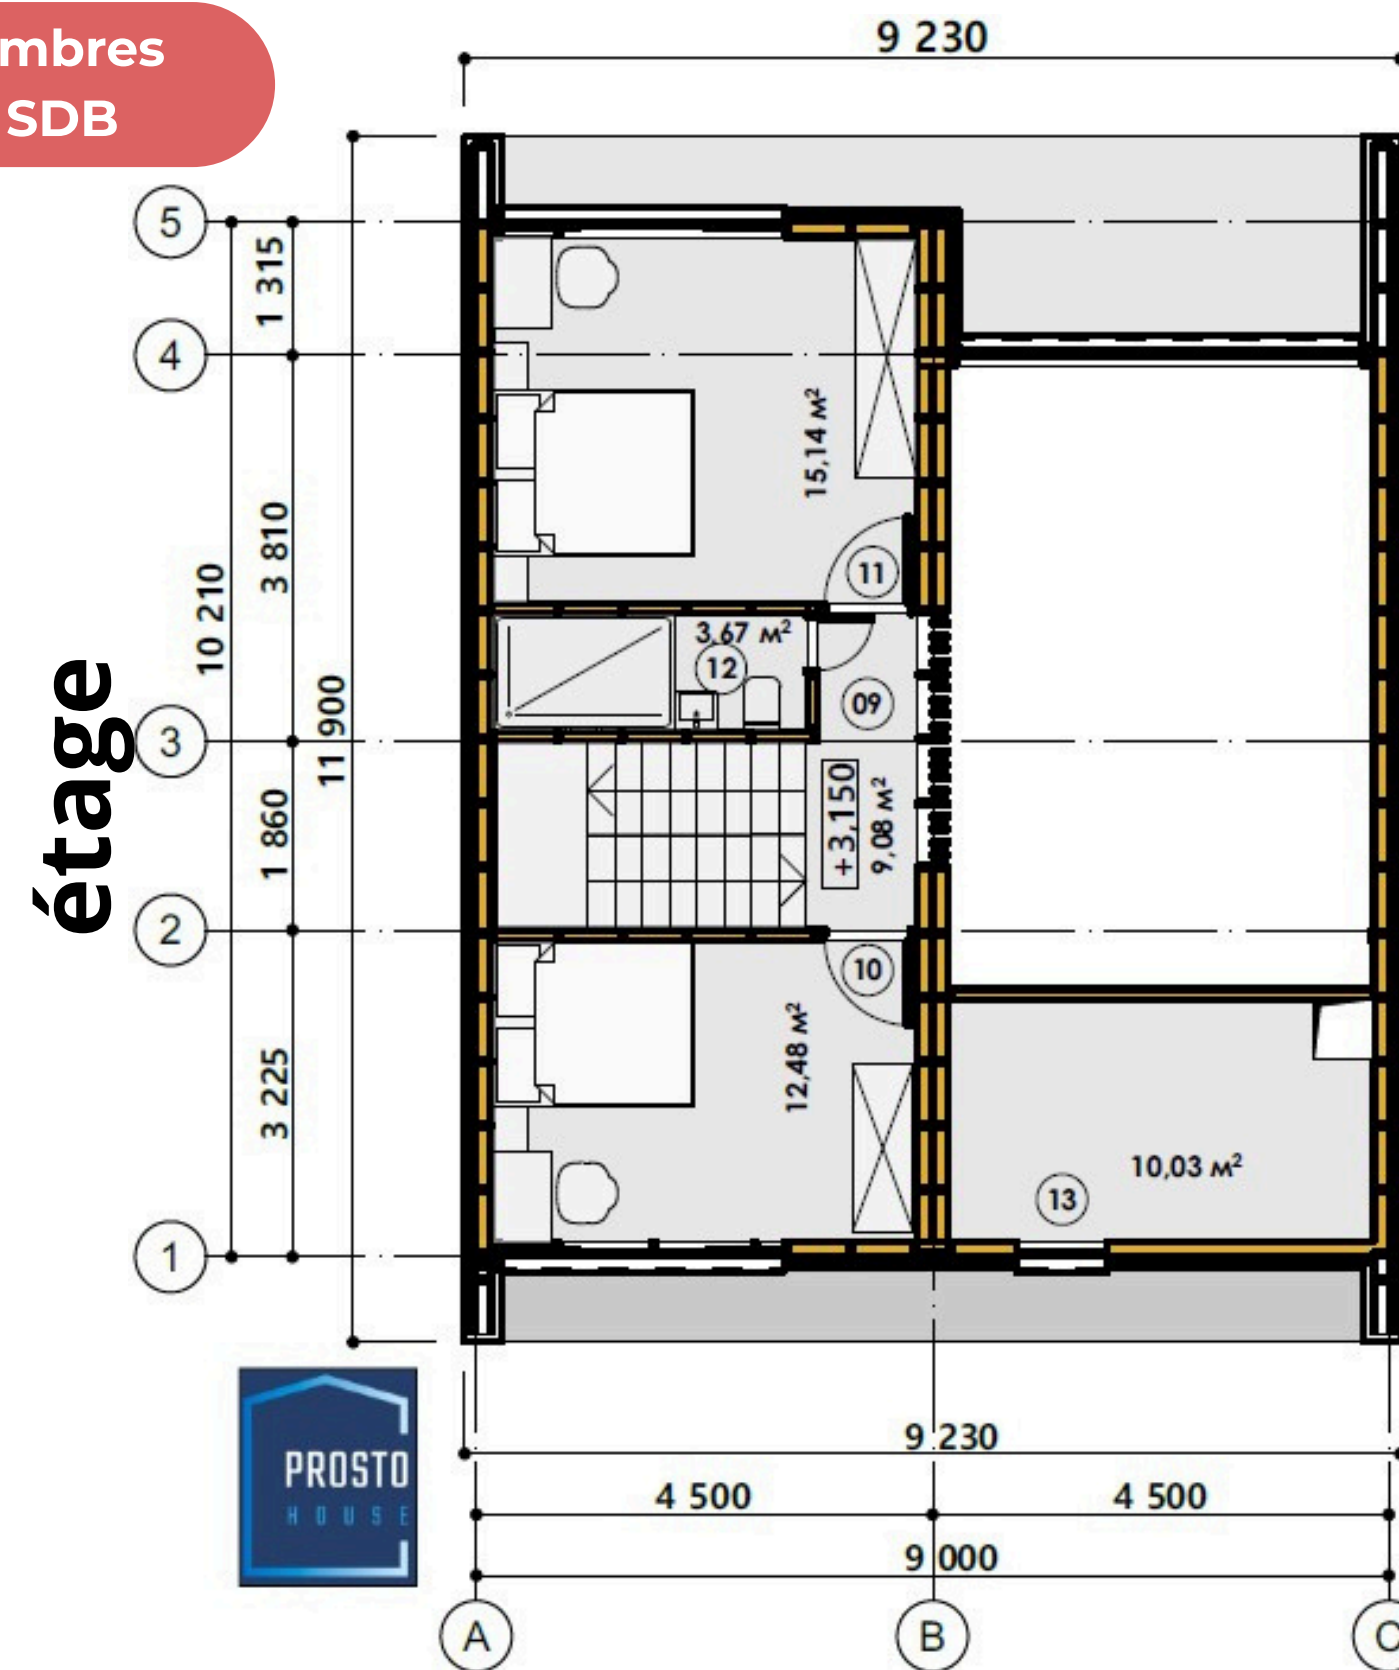 mbres
SDB
9 230
5
1 315
4
15,14 м²
3 810
10 210
11
3,67 м²
12
11 900
09
étage
3
+3,150
9,08 м²
1 860
2
10
12,48 м²
3 225
10,03 м²
13
1
PROSTO
HOUSE
9 230
4 500
4 500
9 000
A
B
C